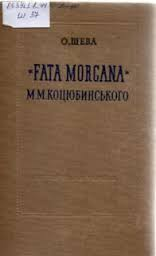 О. ШЕВА
"FATA MORGANA"
М. М. КОЦЮБИНСЬКОГО